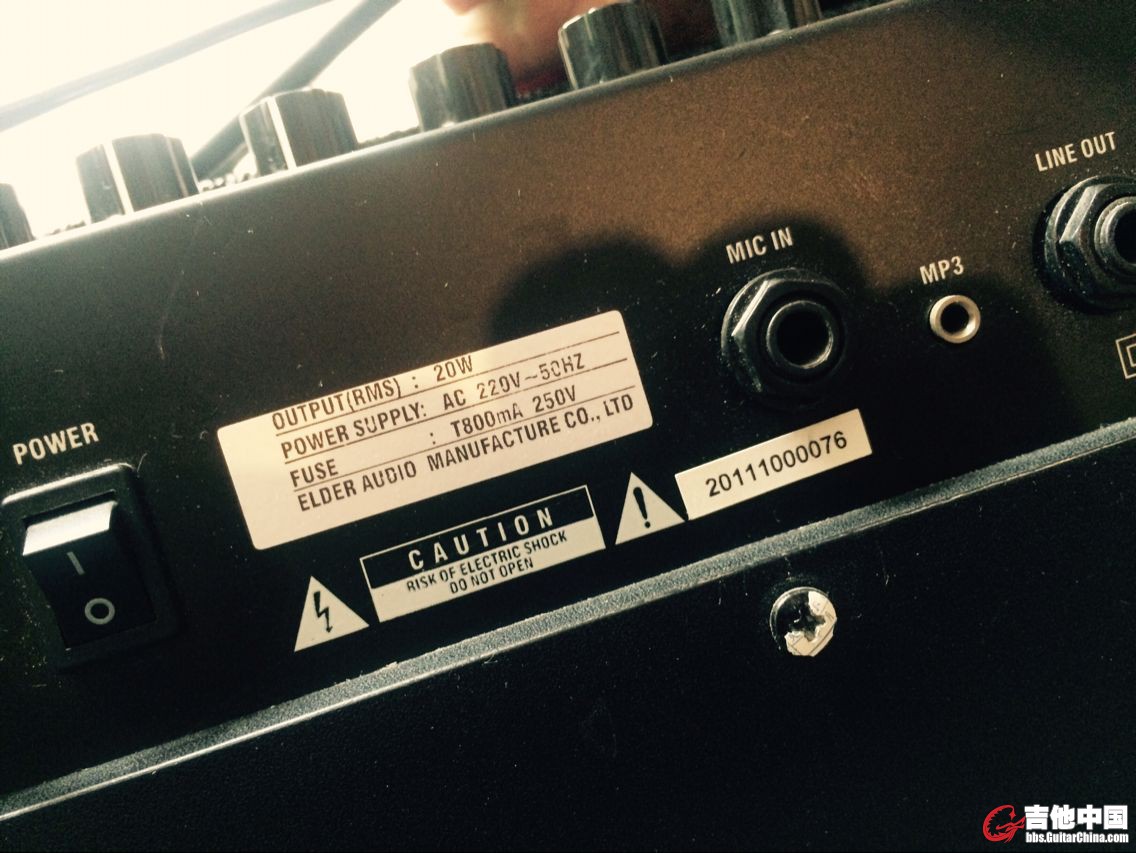 LINE OUT
MIC IN
MP3
OUTPUT(RMS) : 20W
POWER SUPPLY: AC 220V~50HZ
FUSE : T800mA 250V
ELDER AUDIO MANUFACTURE CO., LTD
POWER
20111000076
CAUTION
RISK OF ELECTRIC SHOCK
DO NOT OPEN
吉他中国
bbs.GuitarChina.com